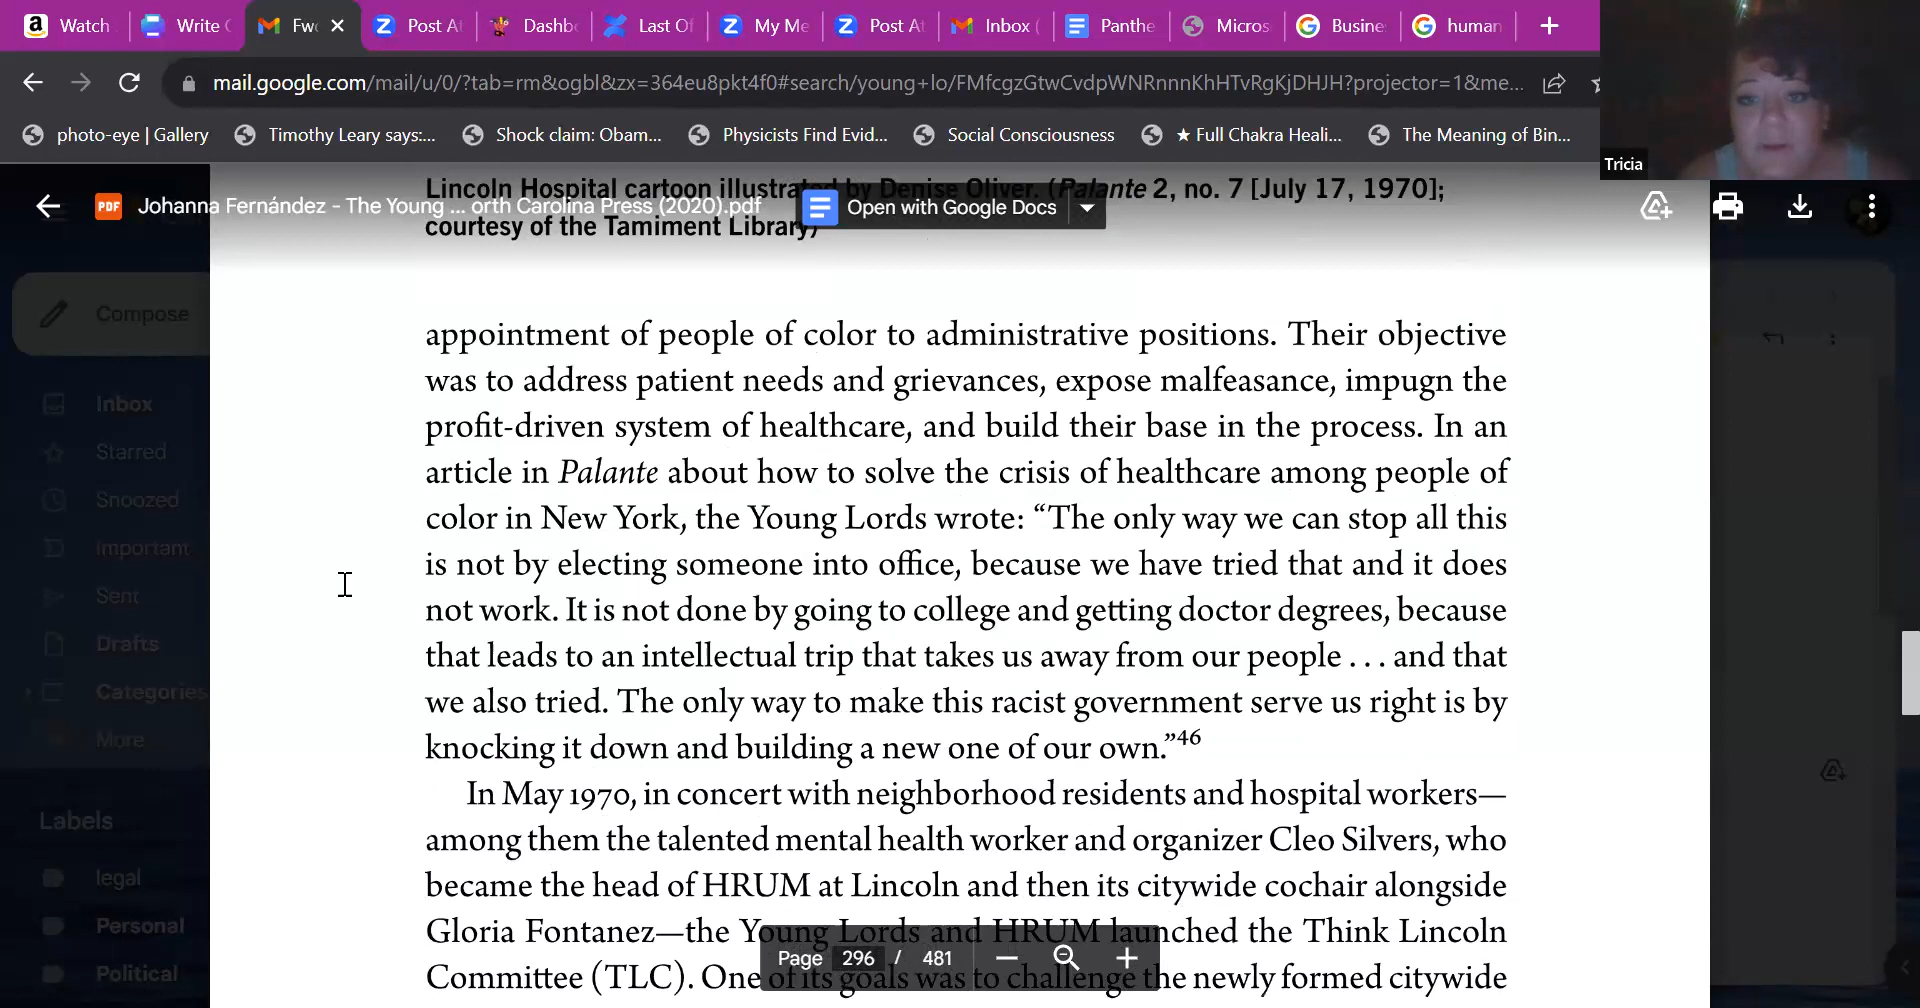 Watch
Write C
Fwd
Post At
Dashb
Last Of
My Me
Post At
Inbox (
Panthe
Micros
Busine
human
mail.google.com/mail/u/0/?tab=rm&ogbl&zx=364eu8pkt4f0#search/young+lo/FMfcgzGtwCvdpWNRnnnKhHTvRgKjDHJH?projector=1&me...
photo-eye | Gallery
Timothy Leary says:...
Shock claim: Obam...
Physicists Find Evid...
Social Consciousness
★ Full Chakra Heali...
The Meaning of Bin...
Tricia
Lincoln Hospital cartoon illustrated by Denise Oliver. (Palante 2, no. 7 [July 17, 1970];
PDF Johanna Fernández - The Young ... orth Carolina Press (2020).pdf
Open with Google Docs
courtesy of the Tamiment Library)
Compose
Inbox
Starred
Snoozed
Important
Sent
Drafts
Categories
More
Labels
legal
Personal
Political
appointment of people of color to administrative positions. Their objective
was to address patient needs and grievances, expose malfeasance, impugn the
profit-driven system of healthcare, and build their base in the process. In an
article in Palante about how to solve the crisis of healthcare among people of
color in New York, the Young Lords wrote: “The only way we can stop all this
is not by electing someone into office, because we have tried that and it does
not work. It is not done by going to college and getting doctor degrees, because
that leads to an intellectual trip that takes us away from our people . . . and that
we also tried. The only way to make this racist government serve us right is by
knocking it down and building a new one of our own.”46
In May 1970, in concert with neighborhood residents and hospital workers—
among them the talented mental health worker and organizer Cleo Silvers, who
became the head of HRUM at Lincoln and then its citywide cochair alongside
Gloria Fontanez—the Young Lords and HRUM launched the Think Lincoln
Committee (TLC). One of its goals was to challenge the newly formed citywide
Page 296 / 481